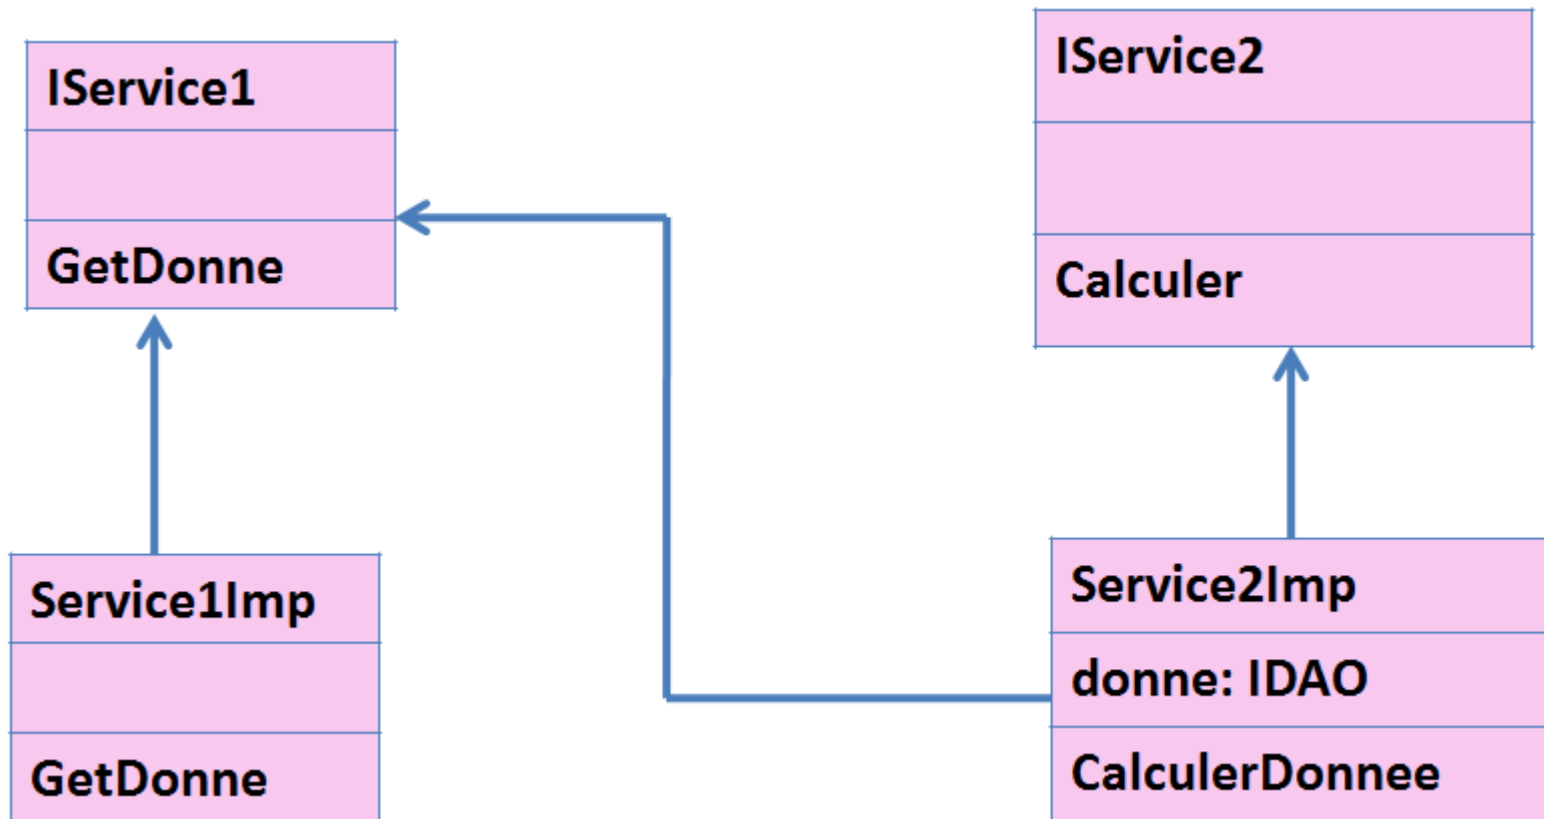 IService1
GetDonne
IService2
Calculer
Service1Imp
GetDonne
Service2Imp
donne: IDAO
CalculerDonnee